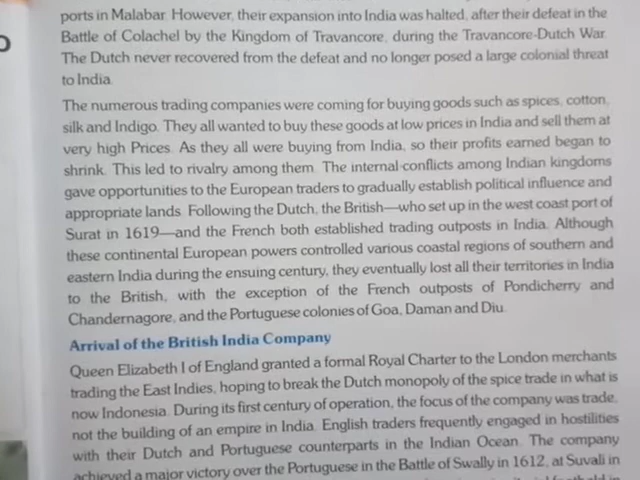 ports in Malabar. However, their expansion into India was halted, after their defeat in the
Battle of Colachel by the Kingdom of Travancore, during the Travancore-Dutch War.
The Dutch never recovered from the defeat and no longer posed a large colonial threat
to India.
The numerous trading companies were coming for buying goods such as spices, cotton,
silk and Indigo. They all wanted to buy these goods at low prices in India and sell them at
very high Prices. As they all were buying from India, so their profits earned began to
shrink. This led to rivalry among them. The internal conflicts among Indian kingdoms
gave opportunities to the European traders to gradually establish political influence and
appropriate lands. Following the Dutch, the British—who set up in the west coast port of
Surat in 1619—and the French both established trading outposts in India. Although
these continental European powers controlled various coastal regions of southern and
eastern India during the ensuing century, they eventually lost all their territories in India
to the British, with the exception of the French outposts of Pondicherry and
Chandernagore, and the Portuguese colonies of Goa, Daman and Diu.
Arrival of the British India Company
Queen Elizabeth I of England granted a formal Royal Charter to the London merchants
trading the East Indies, hoping to break the Dutch monopoly of the spice trade in what is
now Indonesia. During its first century of operation, the focus of the company was trade,
not the building of an empire in India. English traders frequently engaged in hostilities
with their Dutch and Portuguese counterparts in the Indian Ocean. The company
achieved a major victory over the Portuguese in the Battle of Swally in 1612, at Suvali in